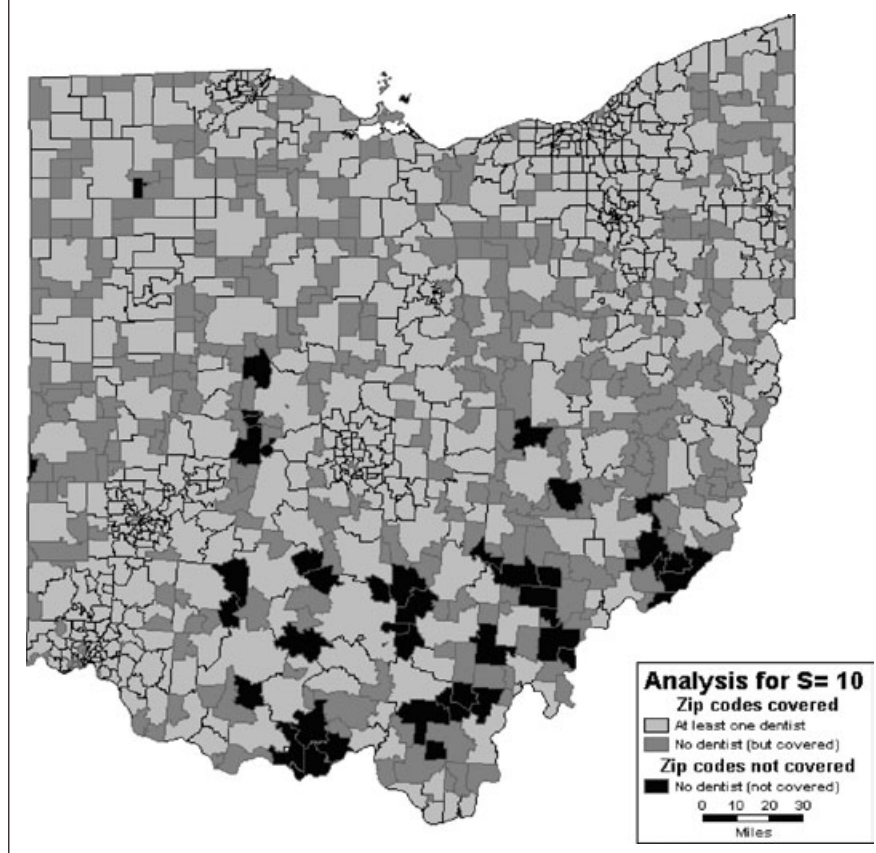 Analysis for S= 10
Zip codes covered
At least one dentist
No dentist (but covered)
Zip codes not covered
No dentist (not covered)
0 10 20 30
Miles